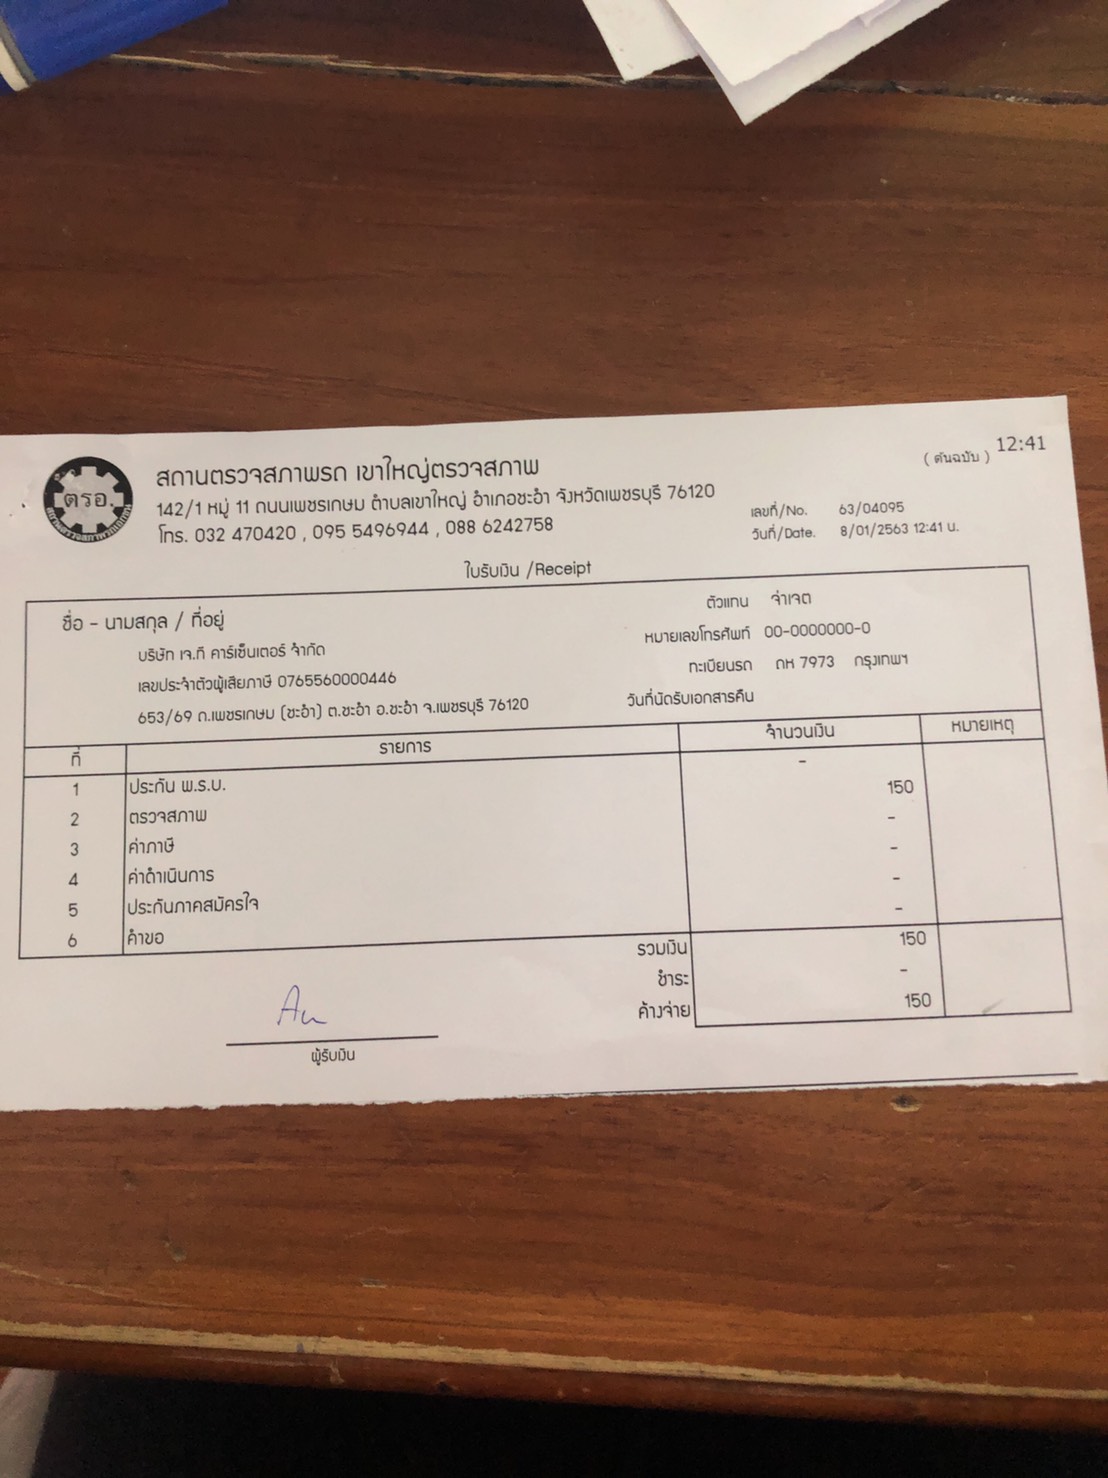 ( ต้นฉบับ ) 12:41
ตรอ.
สถานตรวจสภาพรถ เขาใหญ่ตรวจสภาพ
142/1 หมู่ 11 ถนนเพชรเกษม ตำบลเขาใหญ่ อำเภอชะอำ จังหวัดเพชรบุรี 76120
โทร. 032 470420 , 095 5496944 , 088 6242758
เลขที่/No. 63/04095
วันที่/Date. 8/01/2563 12:41 น.
ใบรับเงิน /Receipt
ชื่อ - นามสกุล / ที่อยู่
บริษัท เจ.ที คาร์เซ็นเตอร์ จำกัด
เลขประจำตัวผู้เสียภาษี 0765560000446
653/69 ถ.เพชรเกษม (ชะอำ) ต.ชะอำ อ.ชะอำ จ.เพชรบุรี 76120
ตัวแทน จ่าเจต
หมายเลขโทรศัพท์ 00-0000000-0
ทะเบียนรถ ถห 7973 กรุงเทพฯ
วันที่นัดรับเอกสารคืน
ที่ รายการ จำนวนเงิน หมายเหตุ
1 ประกัน พ.ร.บ. -
2 ตรวจสภาพ 150
3 ค่าภาษี -
4 ค่าดำเนินการ -
5 ประกันภาคสมัครใจ -
6 คำขอ -
รวมเงิน 150
ชำระ -
ค้างจ่าย 150
ผู้รับเงิน